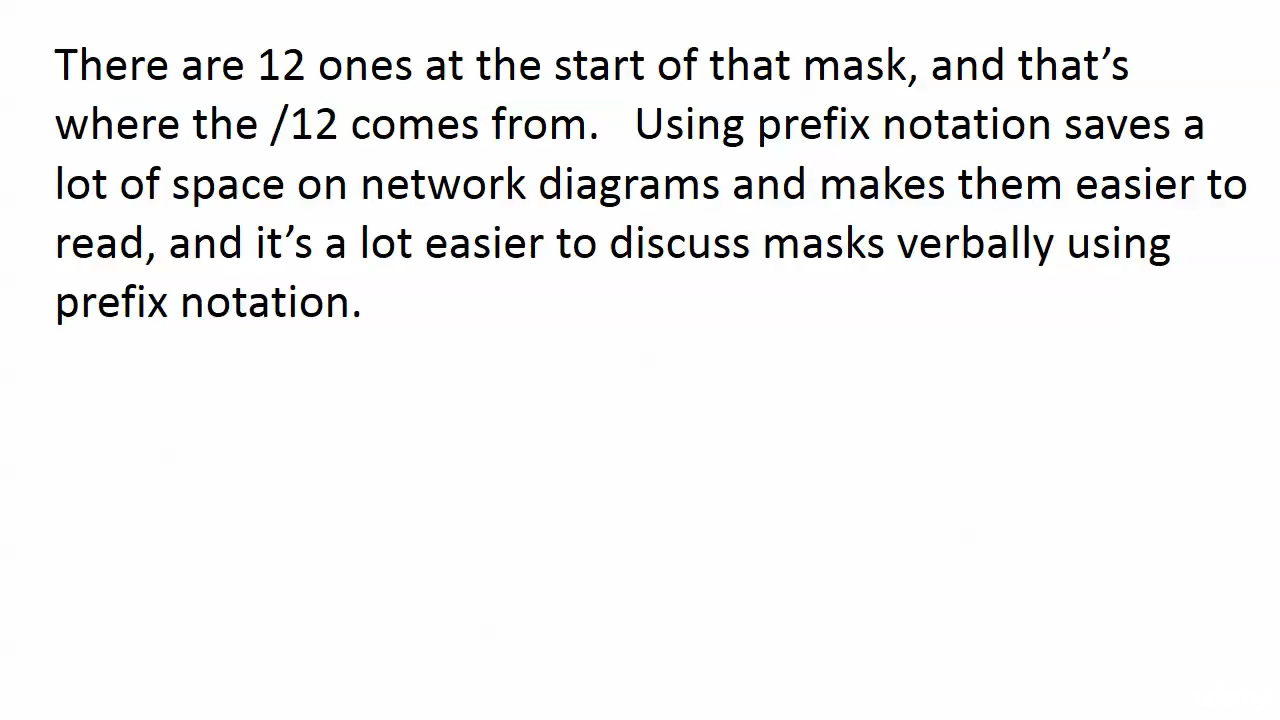 There are 12 ones at the start of that mask, and that’s
where the /12 comes from.   Using prefix notation saves a
lot of space on network diagrams and makes them easier to
read, and it’s a lot easier to discuss masks verbally using
prefix notation.